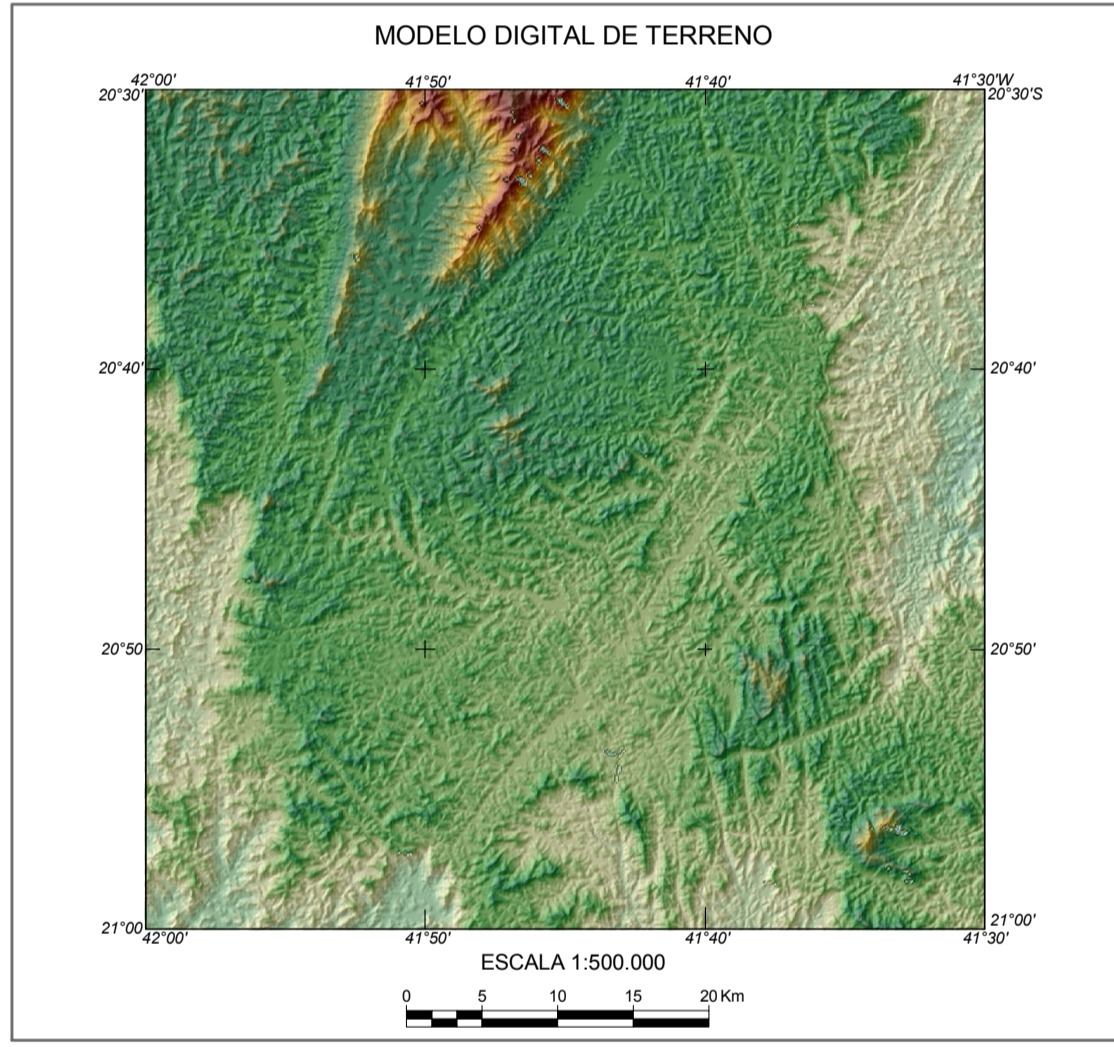 MODELO DIGITAL DE TERRENO
42°00' 41°50' 41°40' 41°30'W
20°30' 20°30'S
20°40' 20°40'
20°50' 20°50'
21°00' 21°00'
42°00' 41°50' 41°40' 41°30'
ESCALA 1:500.000
0 5 10 15 20 Km